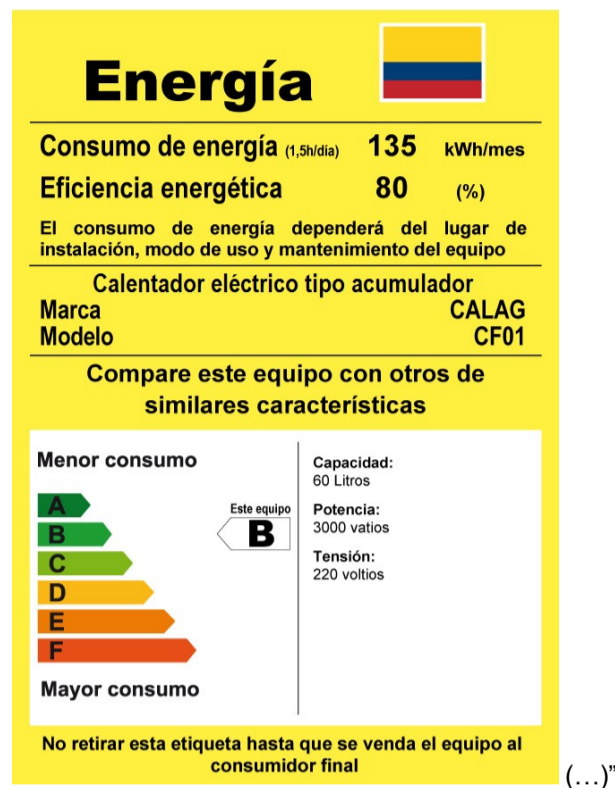 Energía
Consumo de energía (1,5h/día) 135 kWh/mes
Eficiencia energética 80 (%)
El consumo de energía dependerá del lugar de
instalación, modo de uso y mantenimiento del equipo
Calentador eléctrico tipo acumulador
Marca CALAG
Modelo CF01
Compare este equipo con otros de
similares características
Menor consumo
A
B
C
D
E
F
Mayor consumo
Este equipo
B
Capacidad:
60 Litros
Potencia:
3000 vatios
Tensión:
220 voltios
No retirar esta etiqueta hasta que se venda el equipo al
consumidor final
(…)”